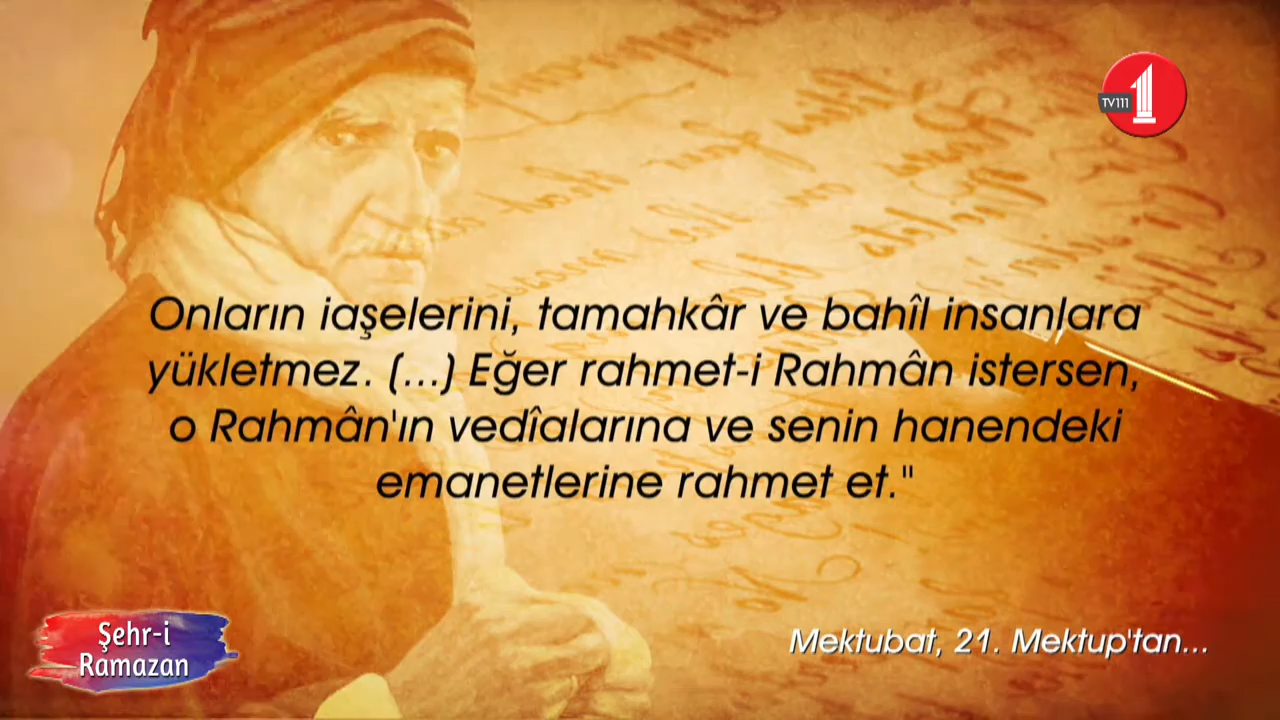 TV111
1
Onların iaşelerini, tamahkâr ve bahîl insanlara
yükletmez. (...) Eğer rahmet-i Rahmân istersen,
o Rahmân'ın vedîalarına ve senin hanendeki
emanetlerine rahmet et."
Şehr-i
Ramazan
Mektubat, 21. Mektup'tan...